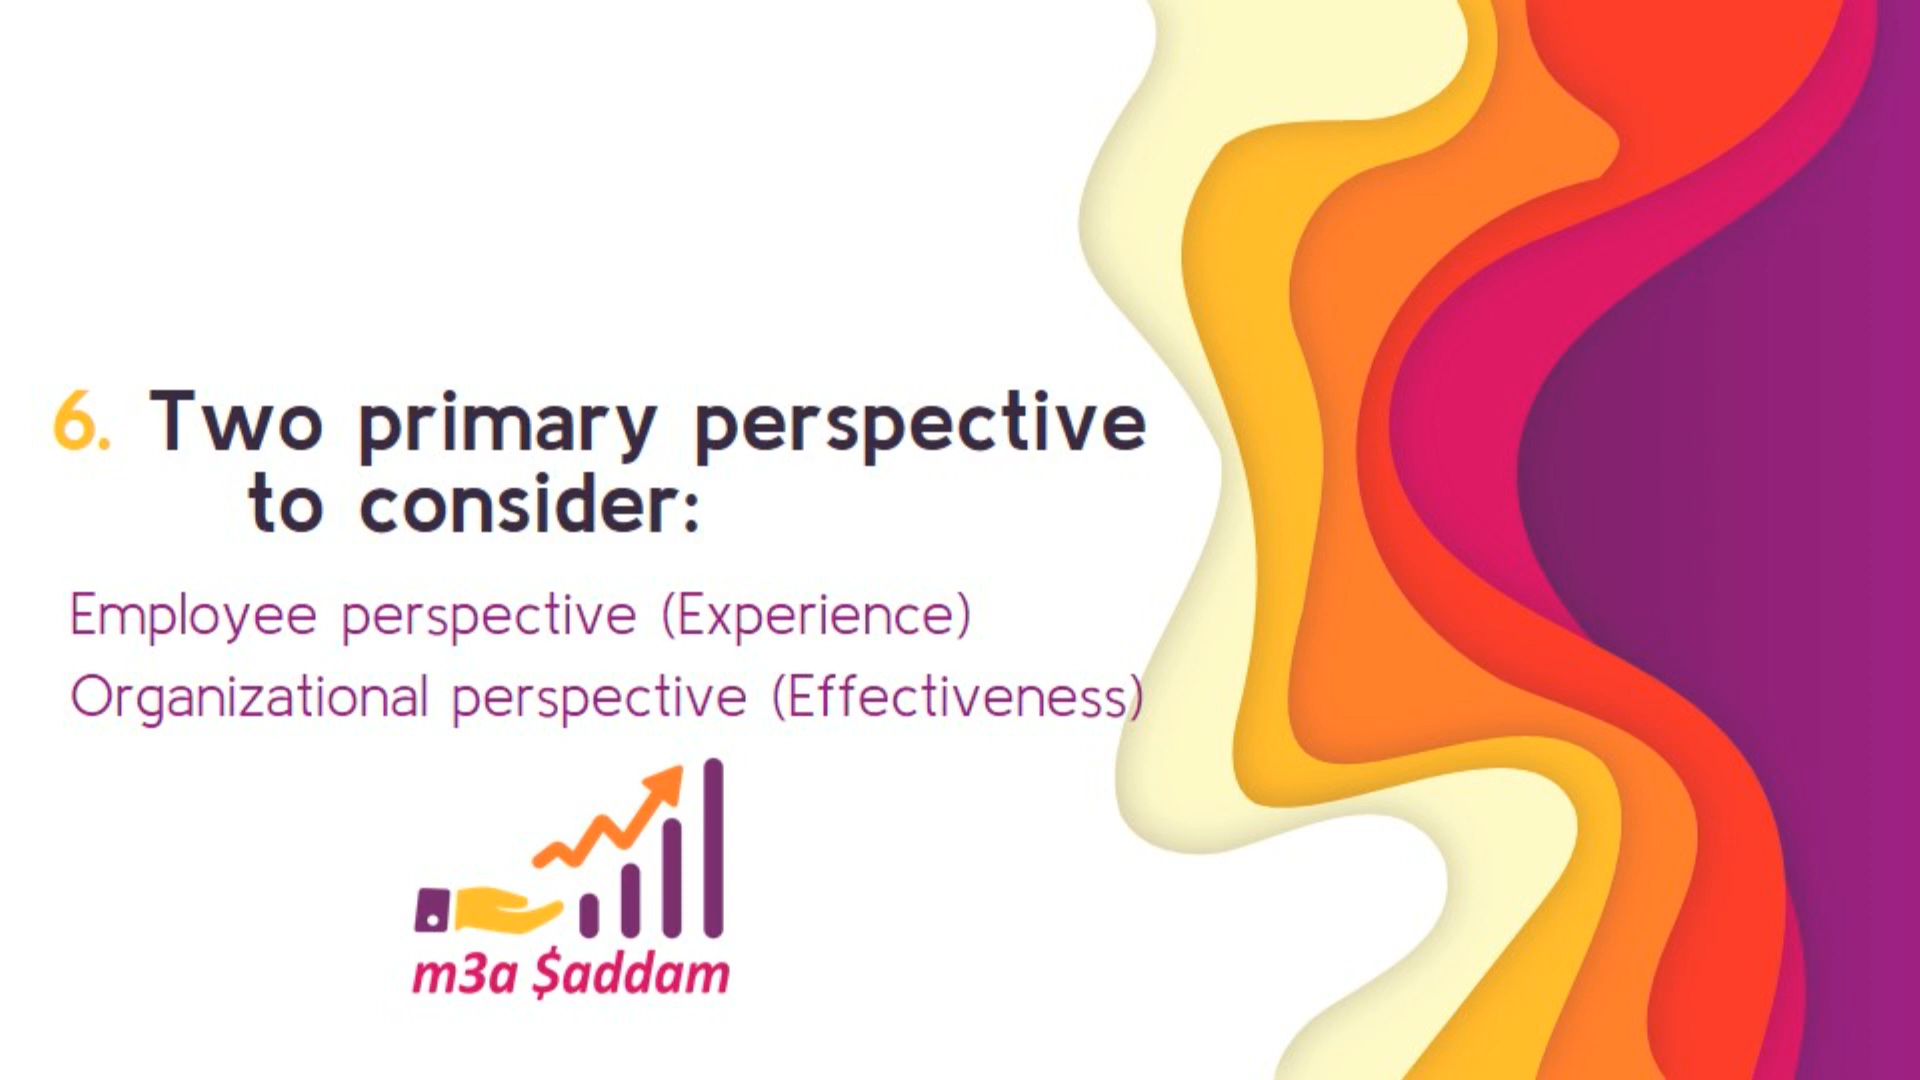 6. Two primary perspective
to consider:
Employee perspective (Experience)
Organizational perspective (Effectiveness)
m3a $addam